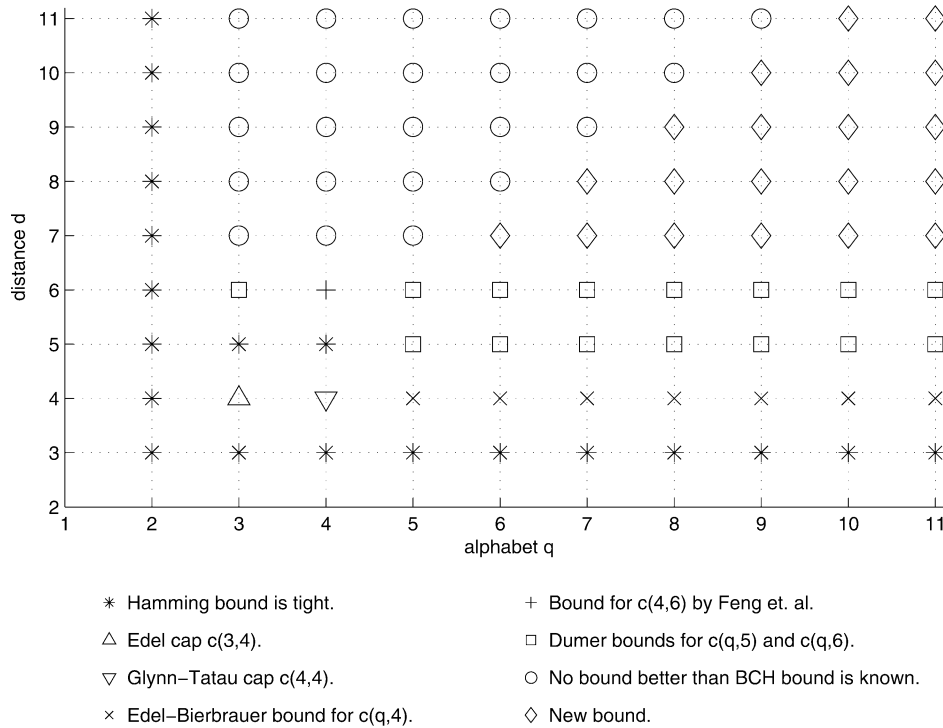 11
10
9
8
7
6
5
4
3
2
distance d
1 2 3 4 5 6 7 8 9 10 11
alphabet q
Hamming bound is tight.
Edel cap c(3,4).
Glynn−Tatau cap c(4,4).
Edel−Bierbrauer bound for c(q,4).
Bound for c(4,6) by Feng et. al.
Dumer bounds for c(q,5) and c(q,6).
No bound better than BCH bound is known.
New bound.